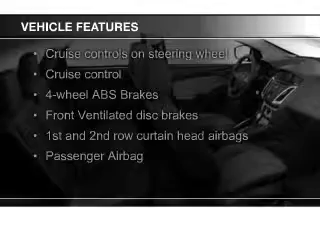 VEHICLE FEATURES
• Cruise controls on steering wheel
• Cruise control
• 4-wheel ABS Brakes
• Front Ventilated disc brakes
• 1st and 2nd row curtain head airbags
• Passenger Airbag